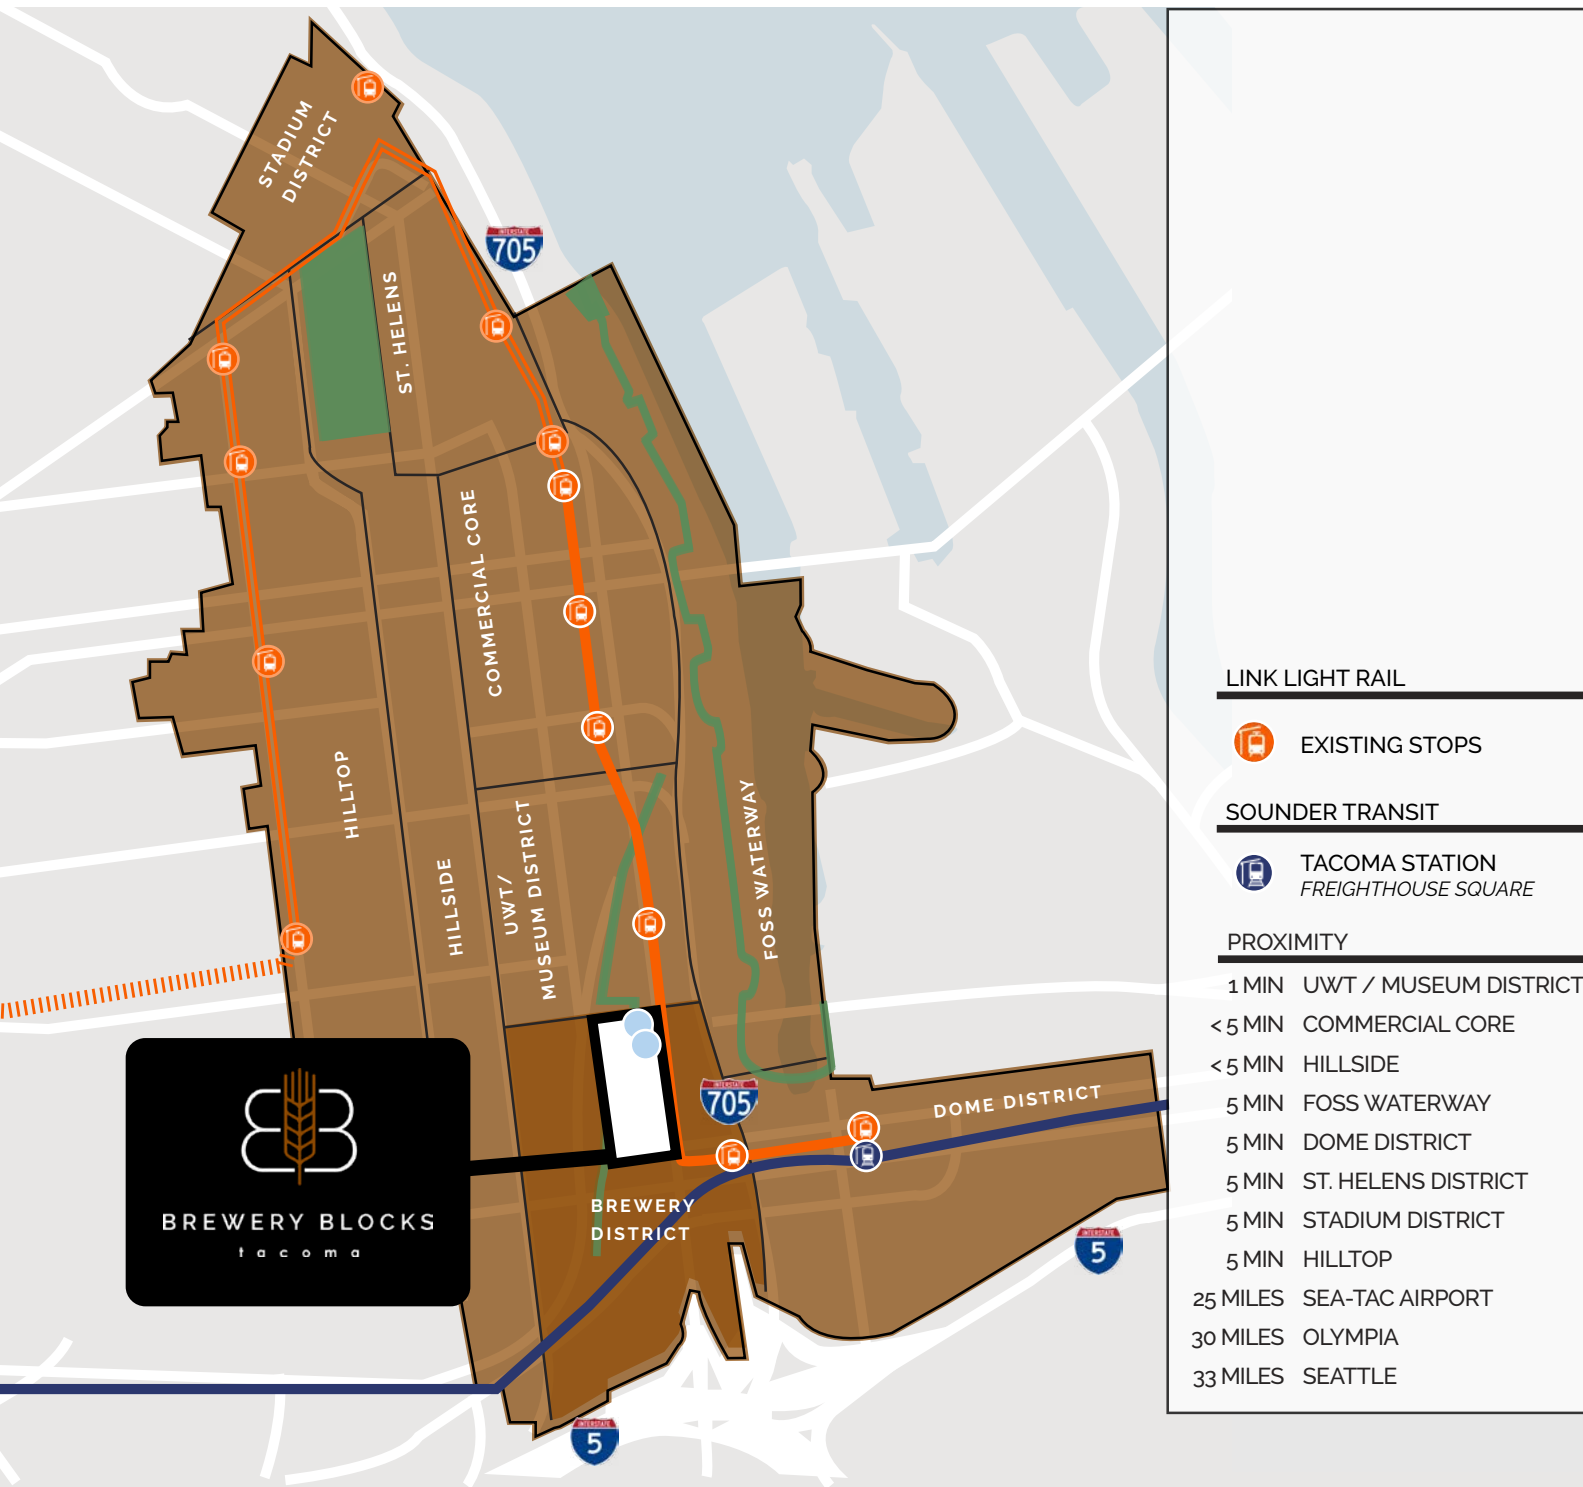 STADIUM
DISTRICT
INTERSTATE
705
ST. HELENS
COMMERCIAL CORE
HILLTOP
HILLSIDE
UWT/
MUSEUM DISTRICT
FOSS WATERWAY
INTERSTATE
705
DOME DISTRICT
BREWERY
DISTRICT
BREWERY BLOCKS
tacoma
INTERSTATE
5
INTERSTATE
5
LINK LIGHT RAIL
EXISTING STOPS
SOUNDER TRANSIT
TACOMA STATION
FREIGHTHOUSE SQUARE
PROXIMITY
1 MIN UWT / MUSEUM DISTRICT
< 5 MIN COMMERCIAL CORE
< 5 MIN HILLSIDE
5 MIN FOSS WATERWAY
5 MIN DOME DISTRICT
5 MIN ST. HELENS DISTRICT
5 MIN STADIUM DISTRICT
5 MIN HILLTOP
25 MILES SEA-TAC AIRPORT
30 MILES OLYMPIA
33 MILES SEATTLE